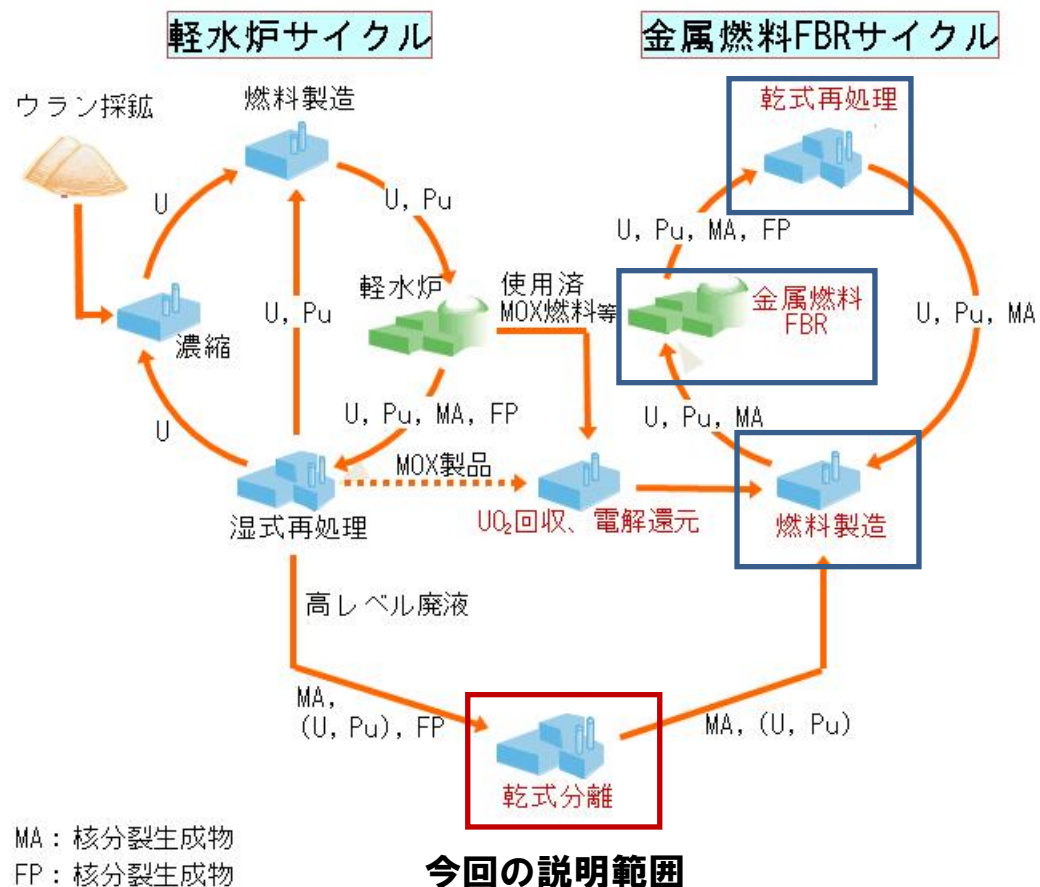 軽水炉サイクル
金属燃料FBRサイクル
ウラン採鉱
燃料製造
乾式再処理
U
U, Pu
U, Pu, MA, FP
軽水炉
使用済
MOX燃料等
金属燃料
FBR
U, Pu, MA
濃縮
U, Pu
U
U, Pu, MA, FP
U, Pu, MA
MOX製品
湿式再処理
UO₂回収、電解還元
燃料製造
高レベル廃液
MA,
(U, Pu), FP
MA, (U, Pu)
乾式分離
MA：核分裂生成物
FP：核分裂生成物
今回の説明範囲